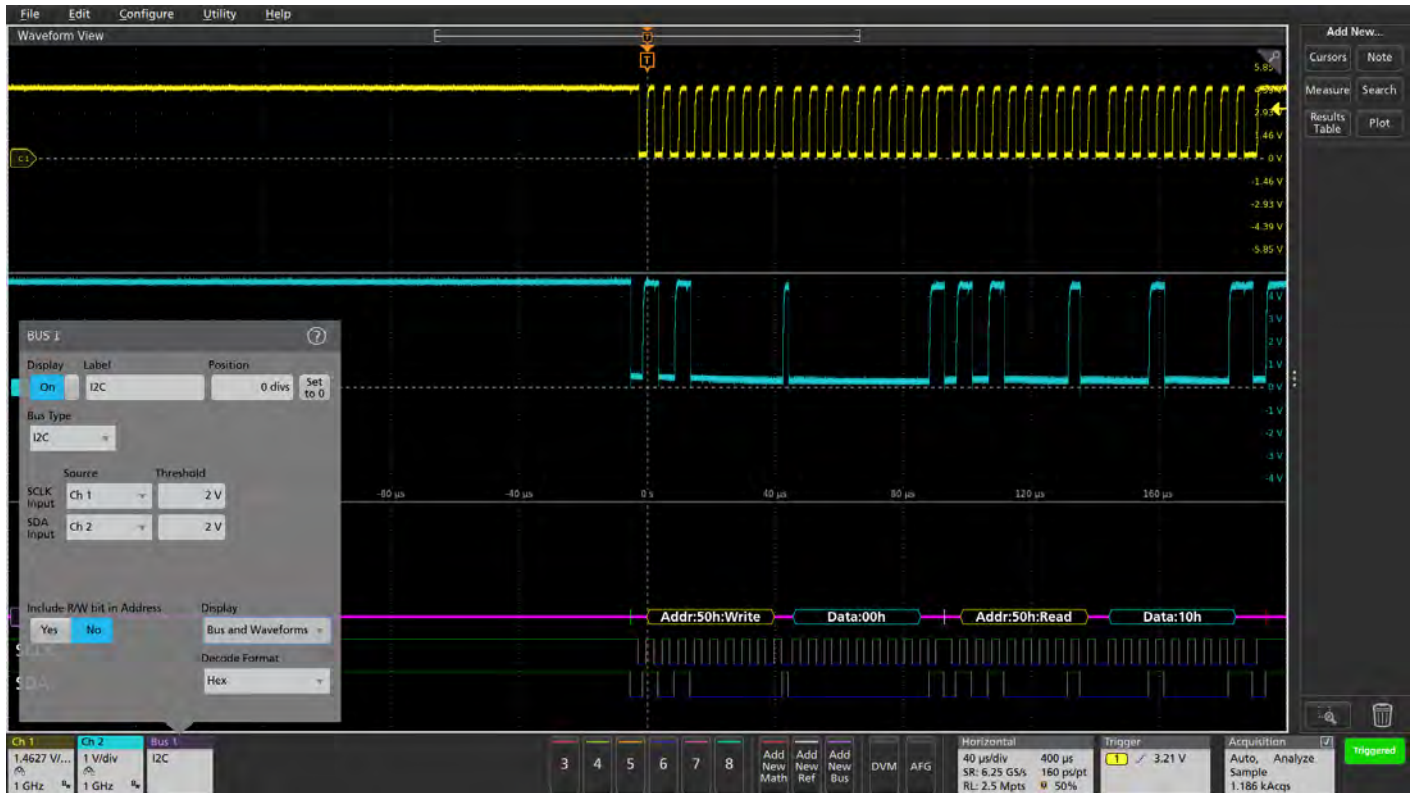 File Edit Configure Utility Help
Waveform View
Add New...
Cursors Note
Measure Search
Results Table Plot
T
T
C1
5.85
2.93 V
1.46 V
0 V
-1.46 V
-2.93 V
-4.39 V
-5.85 V
4 V
3 V
2 V
1 V
0 V
-1 V
-2 V
-3 V
-4 V
BUS 1 ?
Display Label Position
On I2C 0 divs Set to 0
Bus Type
I2C
Source Threshold
SCLK Input Ch 1 2 V
SDA Input Ch 2 2 V
Include R/W bit in Address Display
Yes No Bus and Waveforms
Decode Format
Hex
-80 µs -40 µs 0 s 40 µs 80 µs 120 µs 160 µs
Addr:50h:Write Data:00h Addr:50h:Read Data:10h
SCLK
SDA
Ch 1
1.4627 V/...
1 GHz
Ch 2
1 V/div
1 GHz
Bus 1
I2C
3 4 5 6 7 8
Add New Math
Add New Ref
Add New Bus
DVM AFG
Horizontal
40 µs/div 400 µs
SR: 6.25 GS/s 160 ps/pt
RL: 2.5 Mpts 50%
Trigger
1 3.21 V
Acquisition
Auto, Analyze
Sample
1.186 kAcqs
Triggered